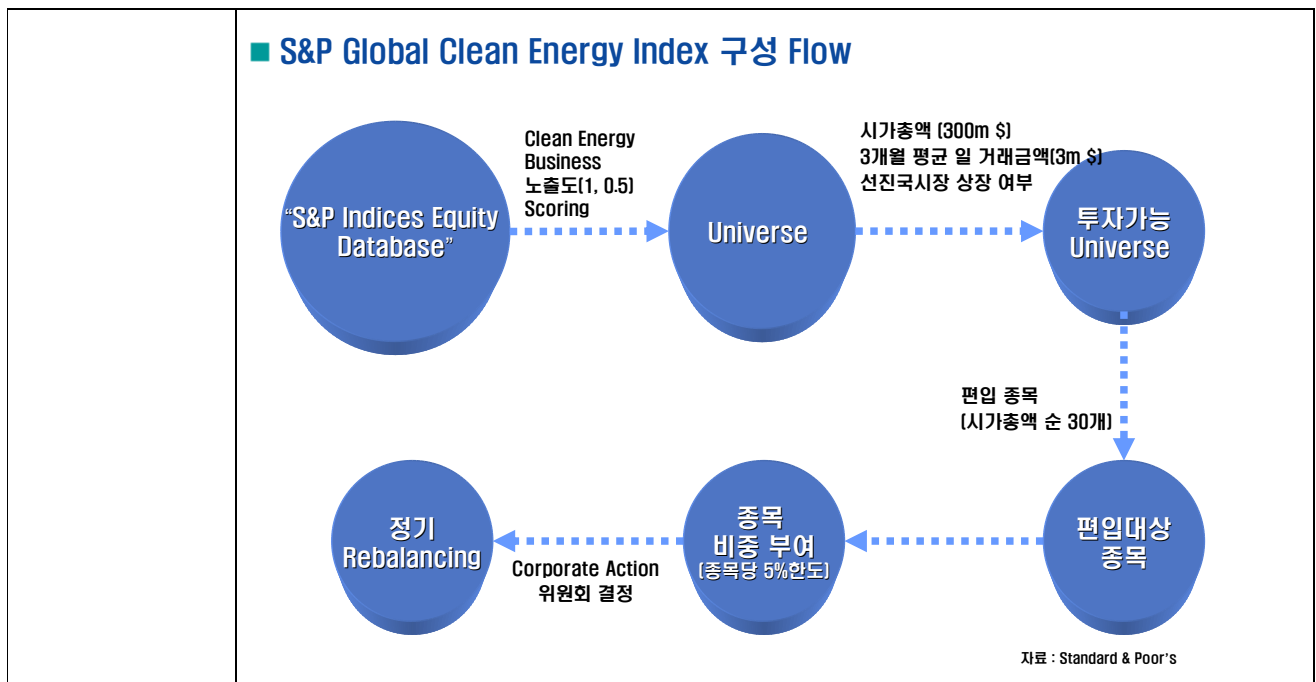 ■ S&P Global Clean Energy Index 구성 Flow
Clean Energy
Business
노출도(1, 0.5)
Scoring
시가총액 (300m $)
3개월 평균 일 거래금액(3m $)
선진국시장 상장 여부
“S&P Indices Equity
Database”
Universe
투자가능
Universe
편입 종목
(시가총액 순 30개)
정기
Rebalancing
Corporate Action
위원회 결정
종목
비중 부여
(종목당 5%한도)
편입대상
종목
자료 : Standard & Poor's